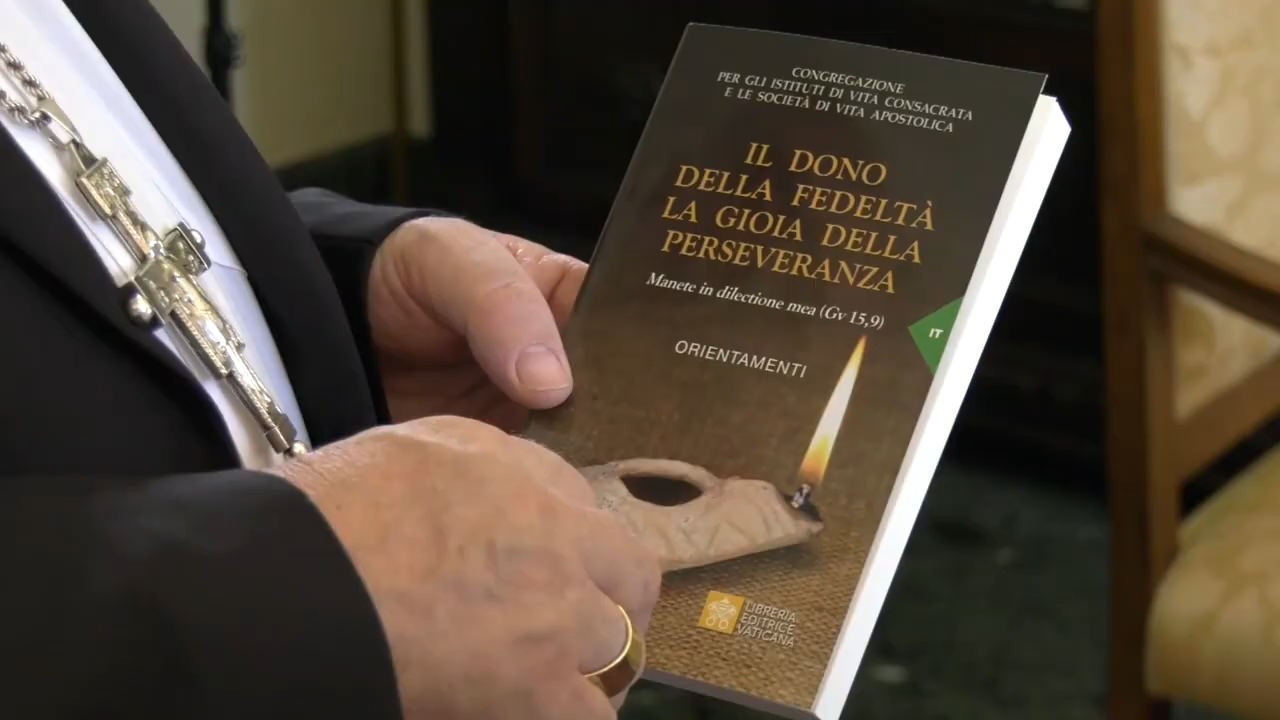 CONGREGAZIONE
PER GLI ISTITUTI DI VITA CONSACRATA
E LE SOCIETÀ DI VITA APOSTOLICA
IL DONO
DELLA FEDELTÀ
LA GIOIA DELLA
PERSEVERANZA
Manete in dilectione mea (Gv 15,9)
ORIENTAMENTI
IT
LIBRERIA
EDITRICE
VATICANA